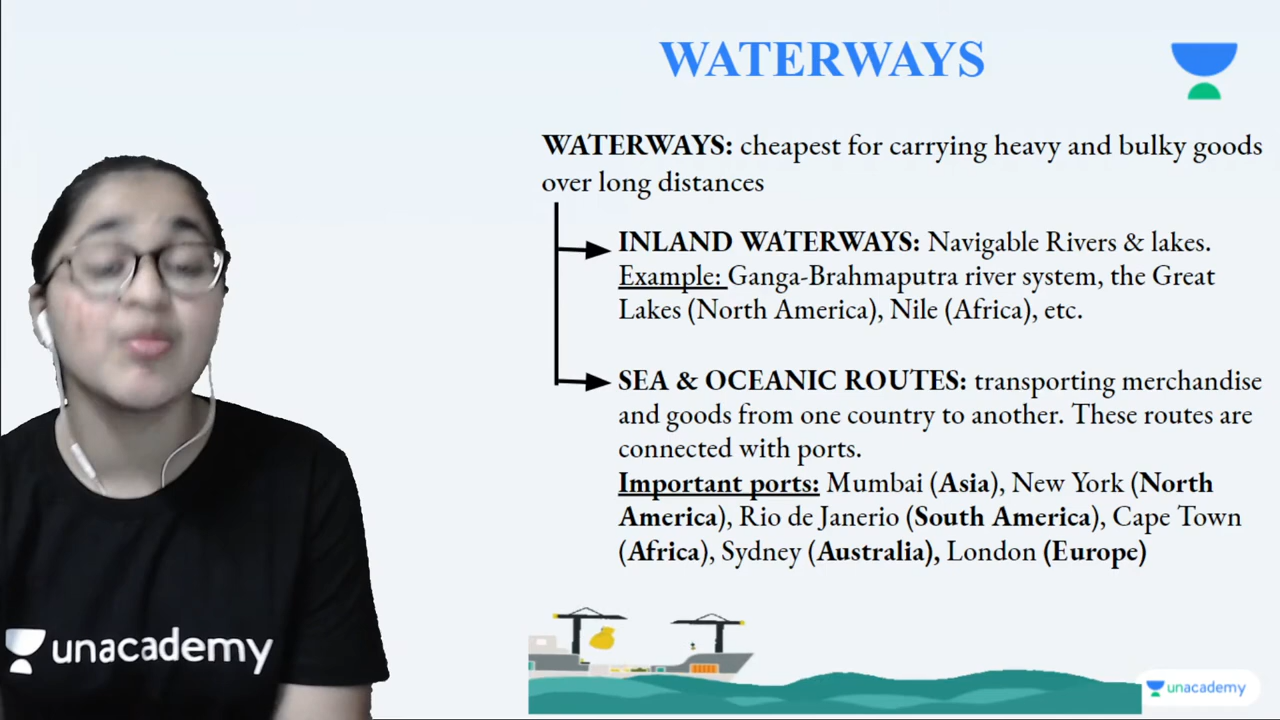 WATERWAYS
WATERWAYS: cheapest for carrying heavy and bulky goods
over long distances
INLAND WATERWAYS: Navigable Rivers & lakes.
Example: Ganga-Brahmaputra river system, the Great
Lakes (North America), Nile (Africa), etc.
SEA & OCEANIC ROUTES: transporting merchandise
and goods from one country to another. These routes are
connected with ports.
Important ports: Mumbai (Asia), New York (North
America), Rio de Janerio (South America), Cape Town
(Africa), Sydney (Australia), London (Europe)
unacademy
unacademy